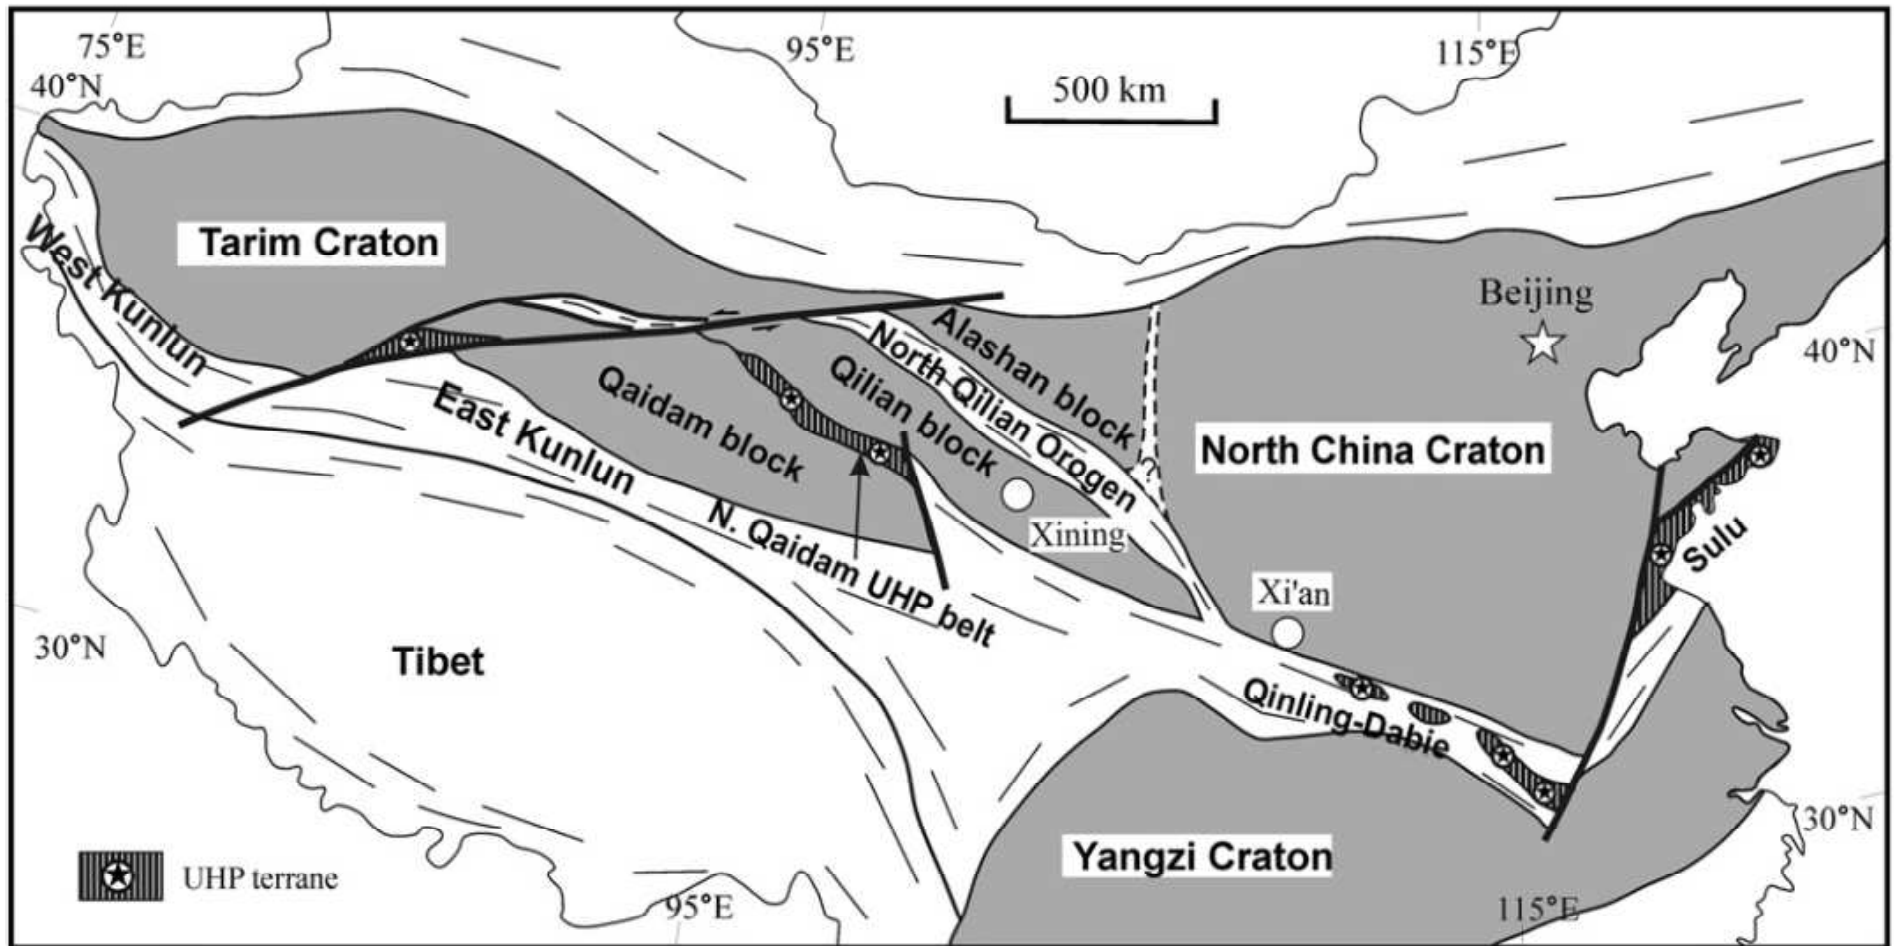 75°E
95°E
115°E
40°N
500 km
Tarim Craton
West Kunlun
Beijing
40°N
Alashan block
North Qilian Orogen
Qilian block
Qaidam block
East Kunlun
North China Craton
?
Xining
N. Qaidam UHP belt
Sulu
Xi'an
30°N
Tibet
Qinling-Dabie
30°N
Yangzi Craton
UHP terrane
95°E
115°E